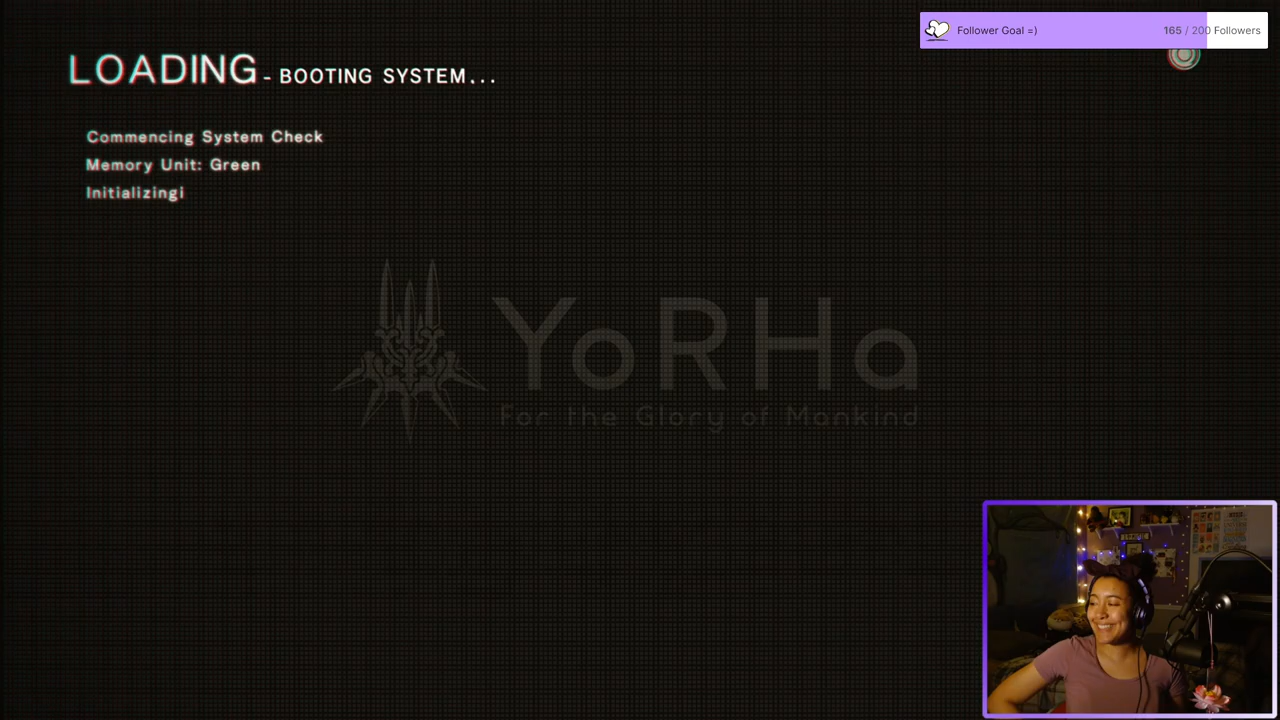 Follower Goal =)
165 / 200 Followers
LOADING - BOOTING SYSTEM...
Commencing System Check
Memory Unit: Green
Initializingi
YoRHa
For the Glory of Mankind